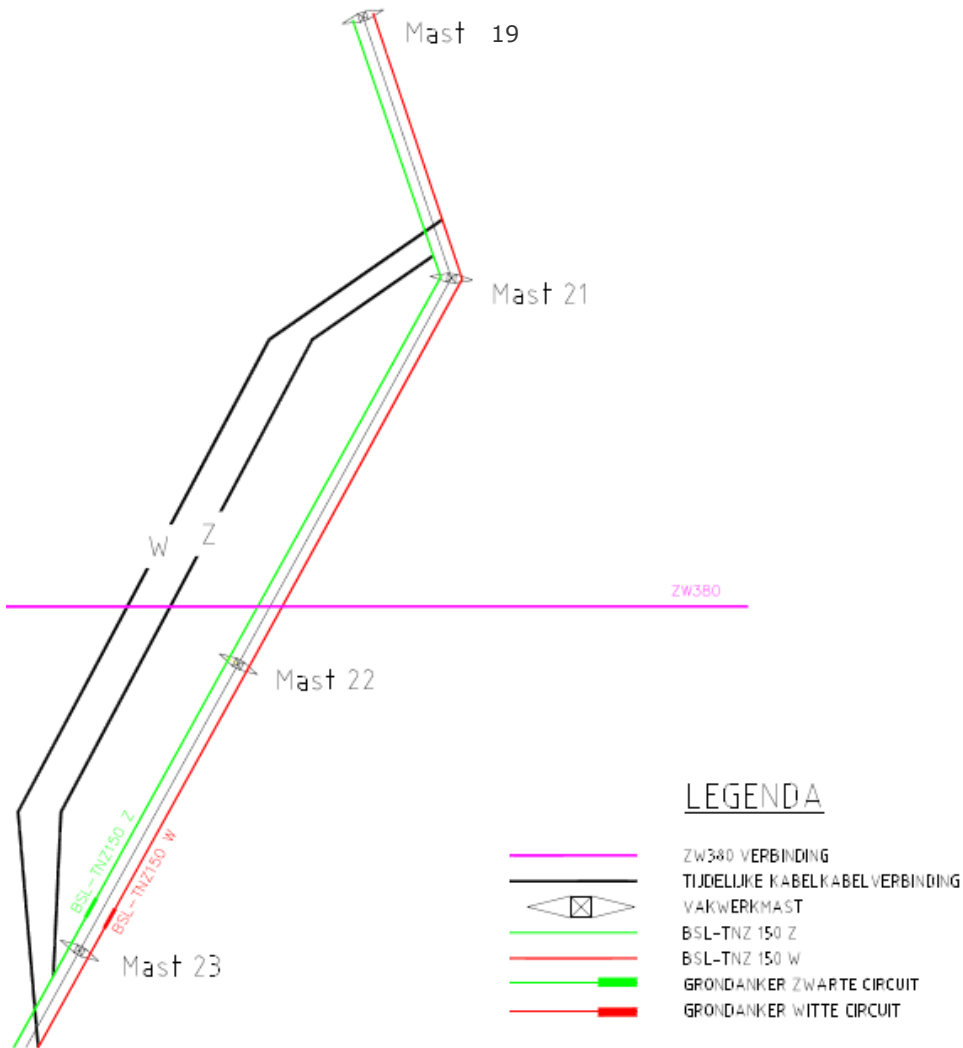 Mast 19
Mast 21
W
Z
ZW380
Mast 22
BSL-TNZ150 Z
BSL-TNZ150 W
Mast 23
LEGENDA
ZW380 VERBINDING
TIJDELIJKE KABELKABELVERBINDING
VAKWERKMAST
BSL-TNZ 150 Z
BSL-TNZ 150 W
GRONDANKER ZWARTE CIRCUIT
GRONDANKER WITTE CIRCUIT